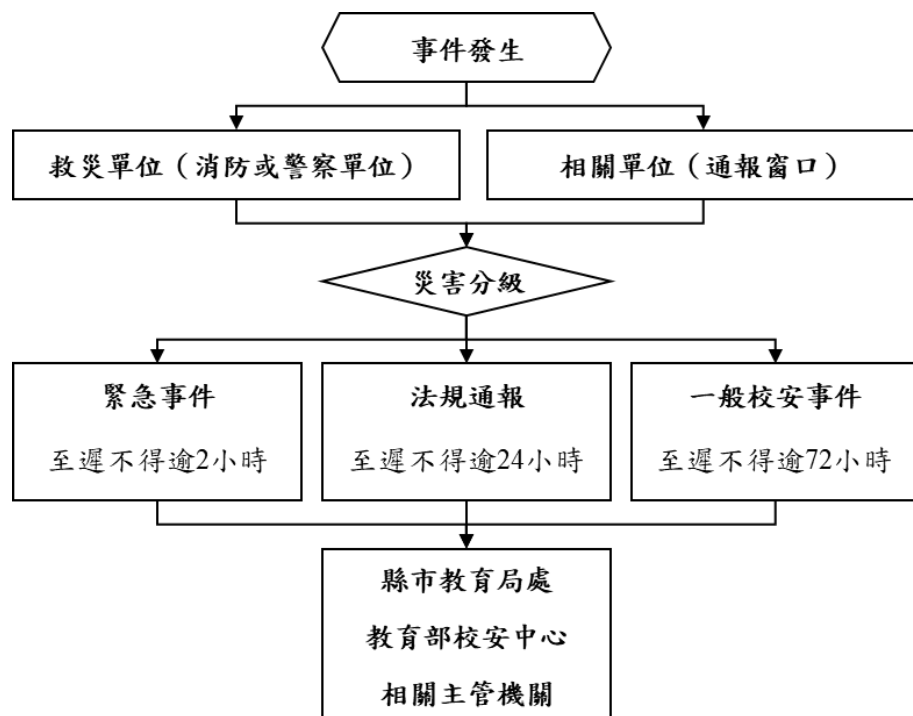 事件發生
救災單位（消防或警察單位）
相關單位（通報窗口）
災害分級
緊急事件
至遲不得逾2小時
法規通報
至遲不得逾24小時
一般校安事件
至遲不得逾72小時
縣市教育局處
教育部校安中心
相關主管機關